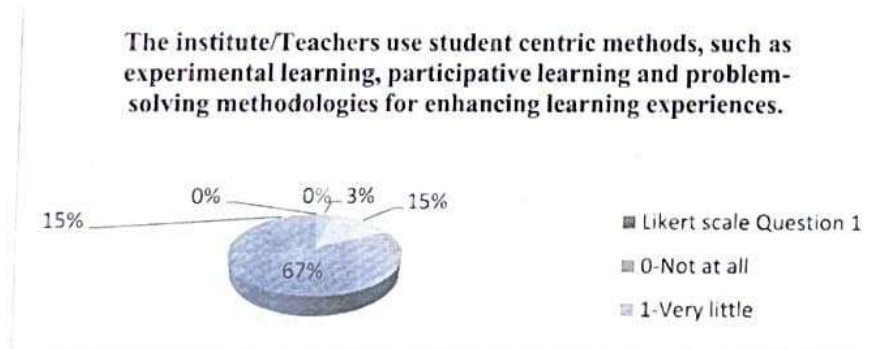 The institute/Teachers use student centric methods, such as
experimental learning, participative learning and problem-
solving methodologies for enhancing learning experiences.
0% 0% 3% 15%
15%
67%
Likert scale Question 1
0-Not at all
1-Very little